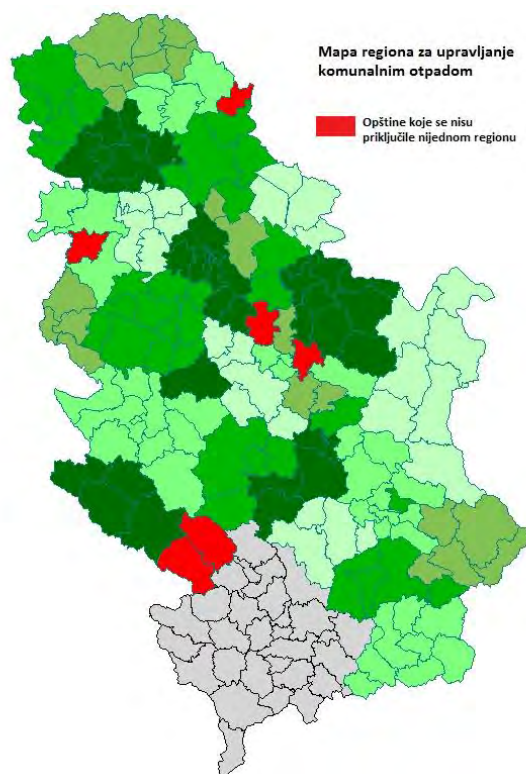 Mapa regiona za upravljanje
komunalnim otpadom
Opštine koje se nisu
priključile nijednom regionu